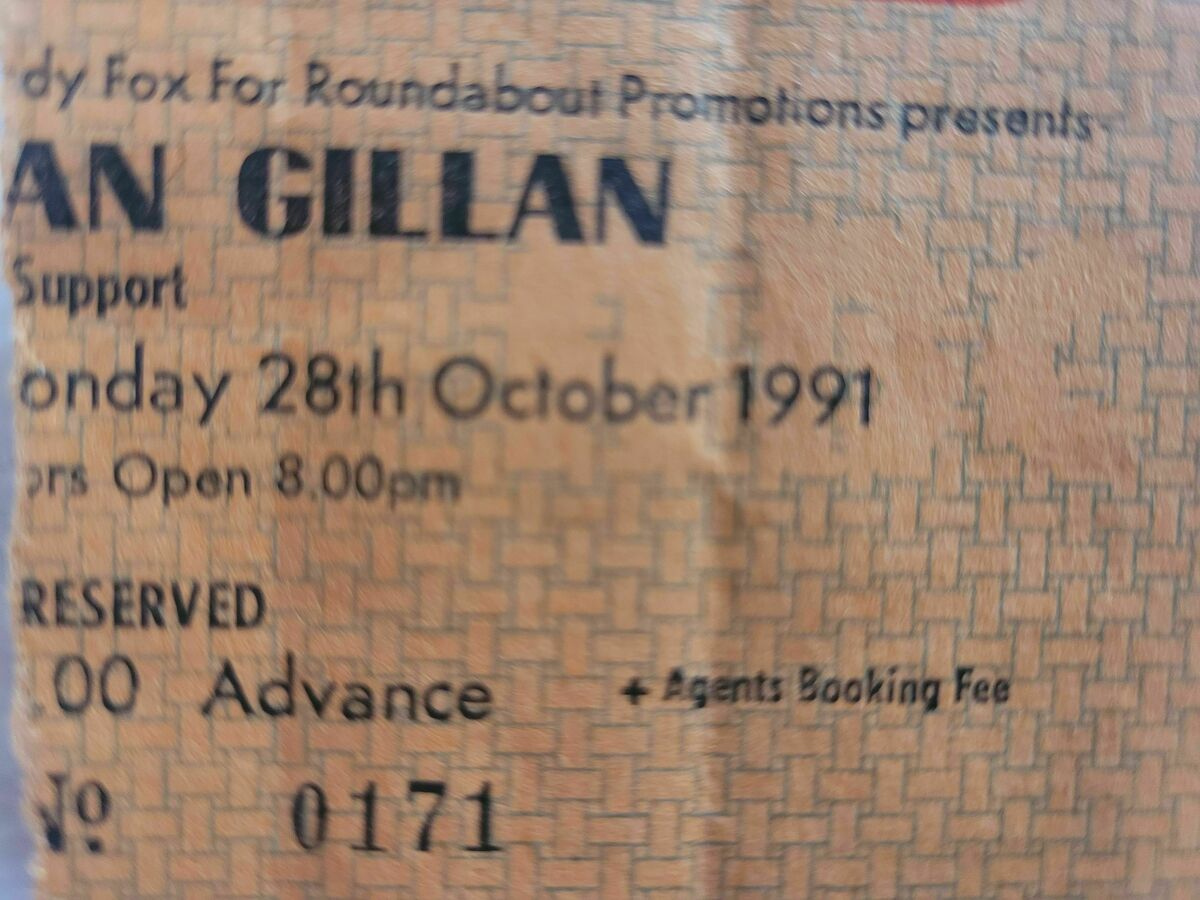 dy Fox For Roundabout Promotions presents-
AN GILLAN
Support
onday 28th October 1991
ors Open 8.00pm
RESERVED
.00 Advance + Agents Booking Fee
No 0171